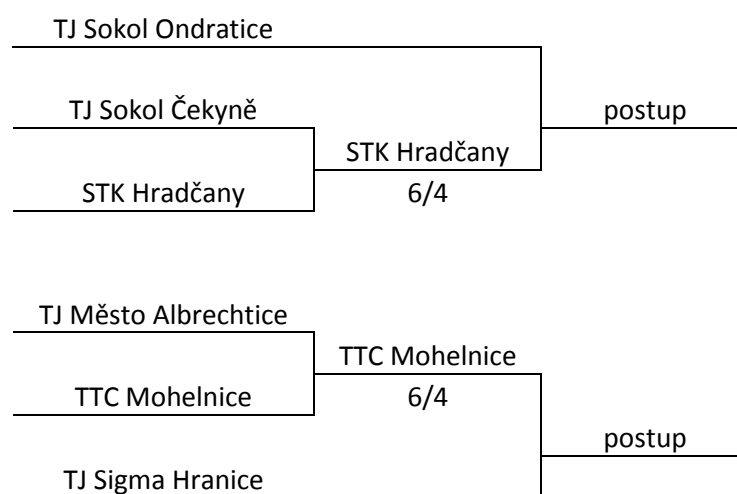 TJ Sokol Ondratice
TJ Sokol Čekyně
postup
STK Hradčany
STK Hradčany
6/4
TJ Město Albrechtice
TTC Mohelnice
TTC Mohelnice
6/4
postup
TJ Sigma Hranice